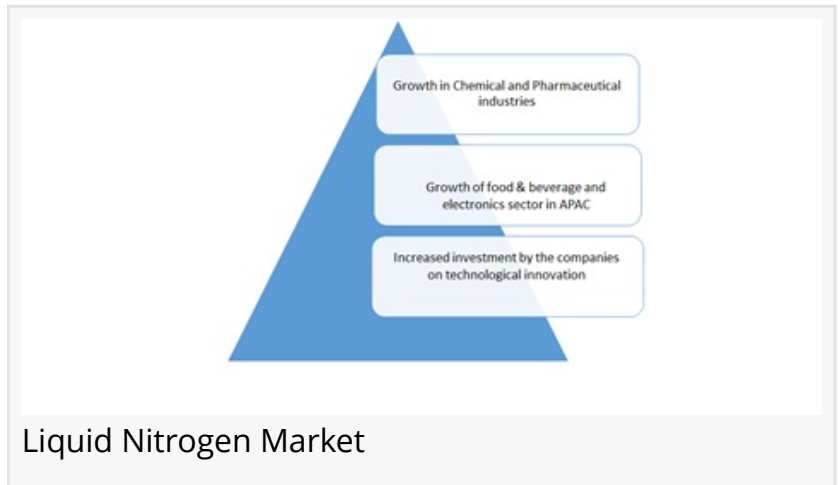 Growth in Chemical and Pharmaceutical
industries
Growth of food & beverage and
electronics sector in APAC
Increased investment by the companies
on technological innovation
Liquid Nitrogen Market